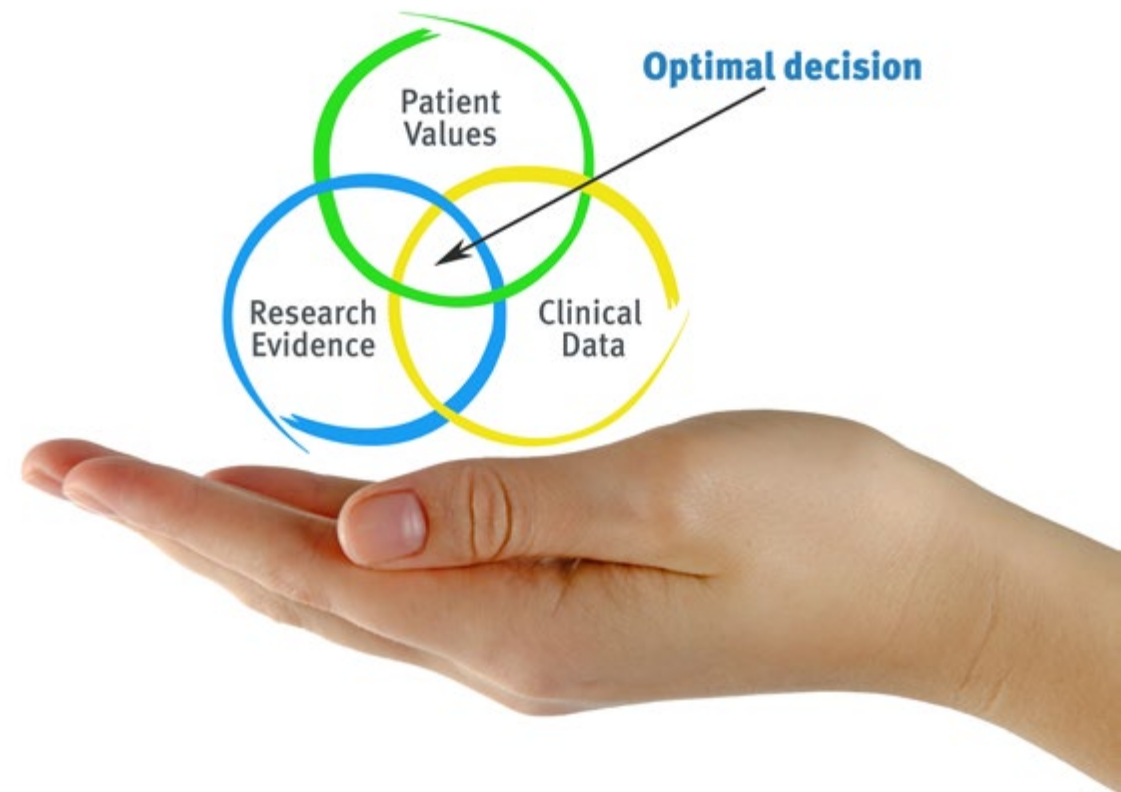 Optimal decision
Patient
Values
Research
Evidence
Clinical
Data